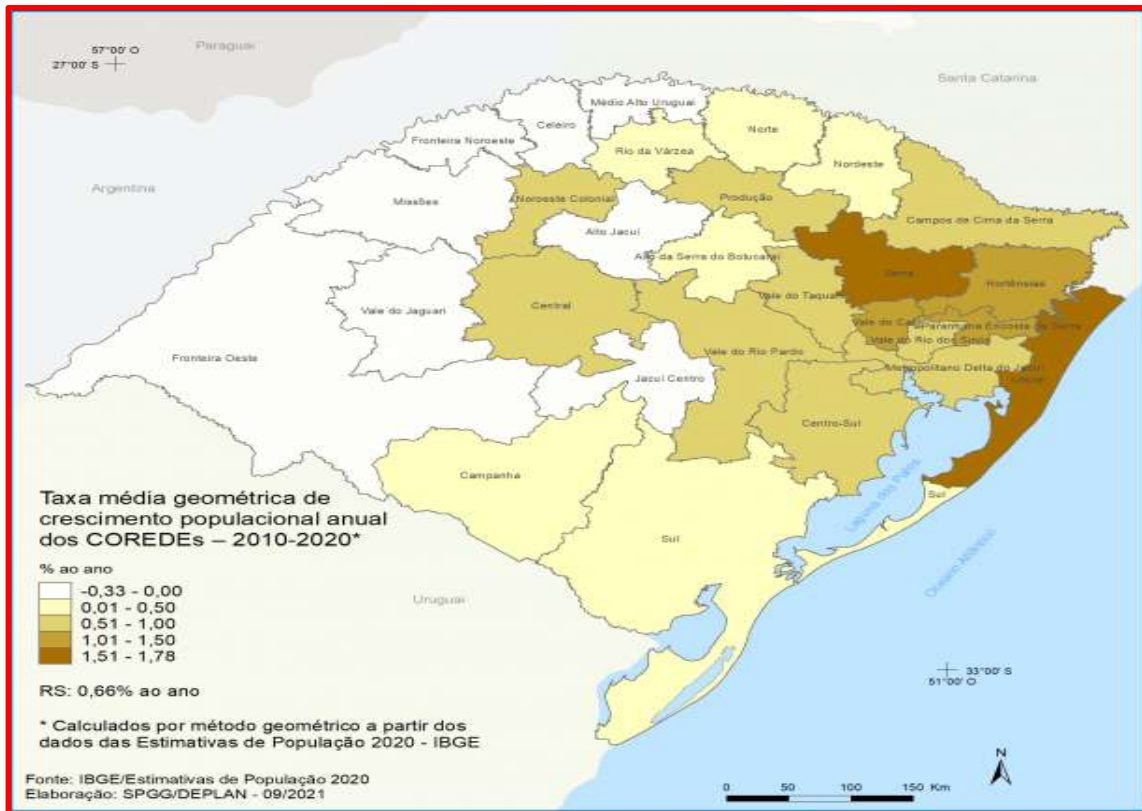 57°00' O
27°00' S
Paraguai
Santa Catarina
Argentina
Médio Alto Uruguai
Celeiro
Fronteira Noroeste
Norte
Rio da Várzea
Nordeste
Missões
Noroeste Colonial
Produção
Campos de Cima da Serra
Alto Jacuí
Alto da Serra do Botucaraí
Serra
Hortênsias
Vale do Taquari
Central
Vale do Jaguari
Vale do Caí
Paranhana Encosta da Serra
Vale do Rio dos Sinos
Fronteira Oeste
Vale do Rio Pardo
Metropolitano Delta do Jacuí
Litoral
Jacuí Centro
Centro-Sul
Campanha
Laguna dos Patos
Sul
Sul
Oceano Atlântico
Uruguai
Taxa média geométrica de
crescimento populacional anual
dos COREDEs – 2010-2020*
% ao ano
-0,33 - 0,00
0,01 - 0,50
0,51 - 1,00
1,01 - 1,50
1,51 - 1,78
RS: 0,66% ao ano
* Calculados por método geométrico a partir dos
dados das Estimativas de População 2020 - IBGE
33°00' S
51°00' O
Fonte: IBGE/Estimativas de População 2020
Elaboração: SPGG/DEPLAN - 09/2021
N
0 50 100 150 Km